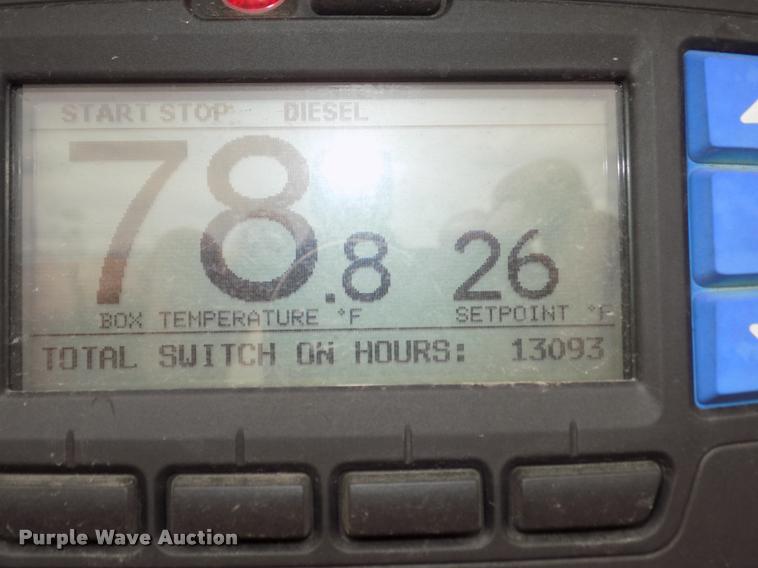 START STOP DIESEL
78.8 26
BOX TEMPERATURE °F SETPOINT °F
TOTAL SWITCH ON HOURS: 13093
Purple Wave Auction®